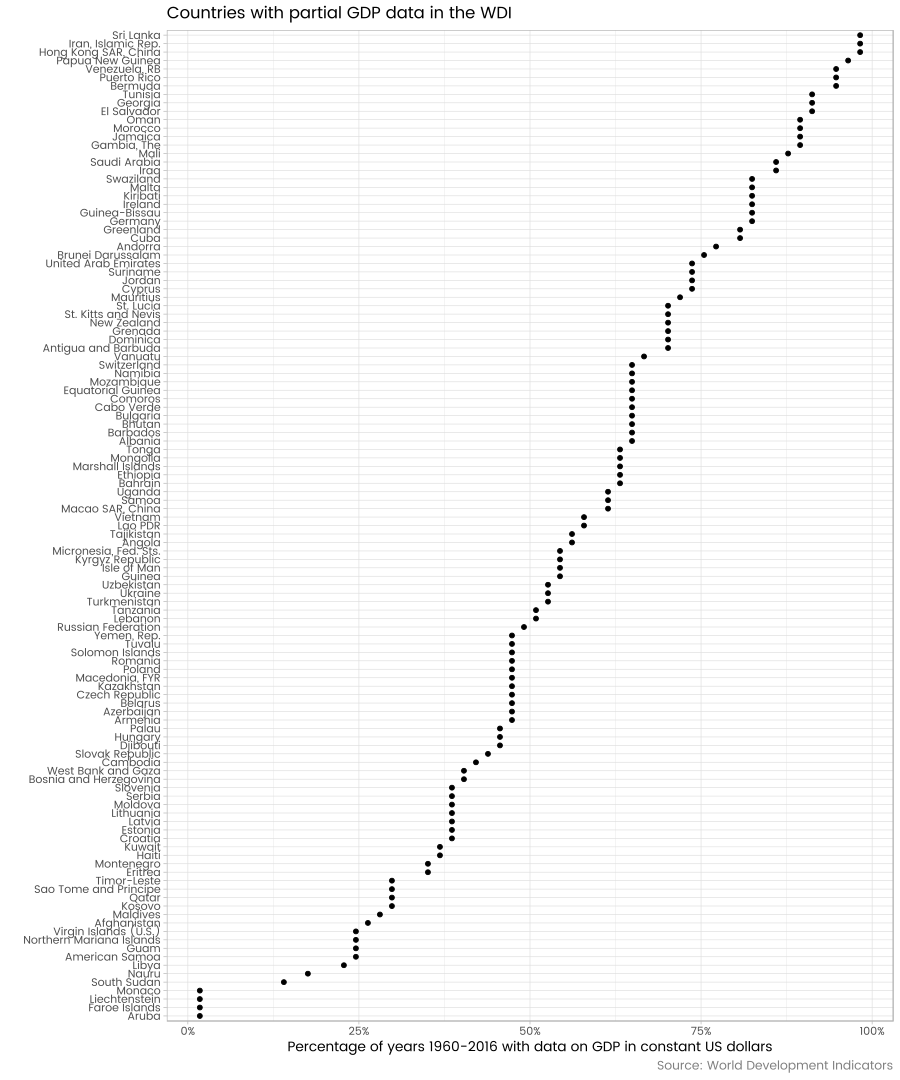 Countries with partial GDP data in the WDI
Sri Lanka
Iran, Islamic Rep.
Hong Kong SAR, China
Papua New Guinea
Venezuela, RB
Puerto Rico
Bermuda
Tunisia
Georgia
El Salvador
Oman
Morocco
Jamaica
Gambia, The
Mali
Saudi Arabia
Iraq
Swaziland
Malta
Kiribati
Ireland
Guinea-Bissau
Germany
Greenland
Cuba
Andorra
Brunei Darussalam
United Arab Emirates
Suriname
Jordan
Cyprus
Mauritius
St. Lucia
St. Kitts and Nevis
New Zealand
Grenada
Dominica
Antigua and Barbuda
Vanuatu
Switzerland
Namibia
Mozambique
Equatorial Guinea
Comoros
Cabo Verde
Bulgaria
Bhutan
Barbados
Albania
Tonga
Mongolia
Marshall Islands
Ethiopia
Bahrain
Uganda
Samoa
Macao SAR, China
Vietnam
Lao PDR
Tajikistan
Angola
Micronesia, Fed. Sts.
Kyrgyz Republic
Isle of Man
Guinea
Uzbekistan
Ukraine
Turkmenistan
Tanzania
Lebanon
Russian Federation
Yemen, Rep.
Tuvalu
Solomon Islands
Romania
Poland
Macedonia, FYR
Kazakhstan
Czech Republic
Belarus
Azerbaijan
Armenia
Palau
Hungary
Djibouti
Slovak Republic
Cambodia
West Bank and Gaza
Bosnia and Herzegovina
Slovenia
Serbia
Moldova
Lithuania
Latvia
Estonia
Croatia
Kuwait
Haiti
Montenegro
Eritrea
Timor-Leste
Sao Tome and Principe
Qatar
Kosovo
Maldives
Afghanistan
Virgin Islands (U.S.)
Northern Mariana Islands
Guam
American Samoa
Libya
Nauru
South Sudan
Monaco
Liechtenstein
Faroe Islands
Aruba
0% 25% 50% 75% 100%
Percentage of years 1960-2016 with data on GDP in constant US dollars
Source: World Development Indicators